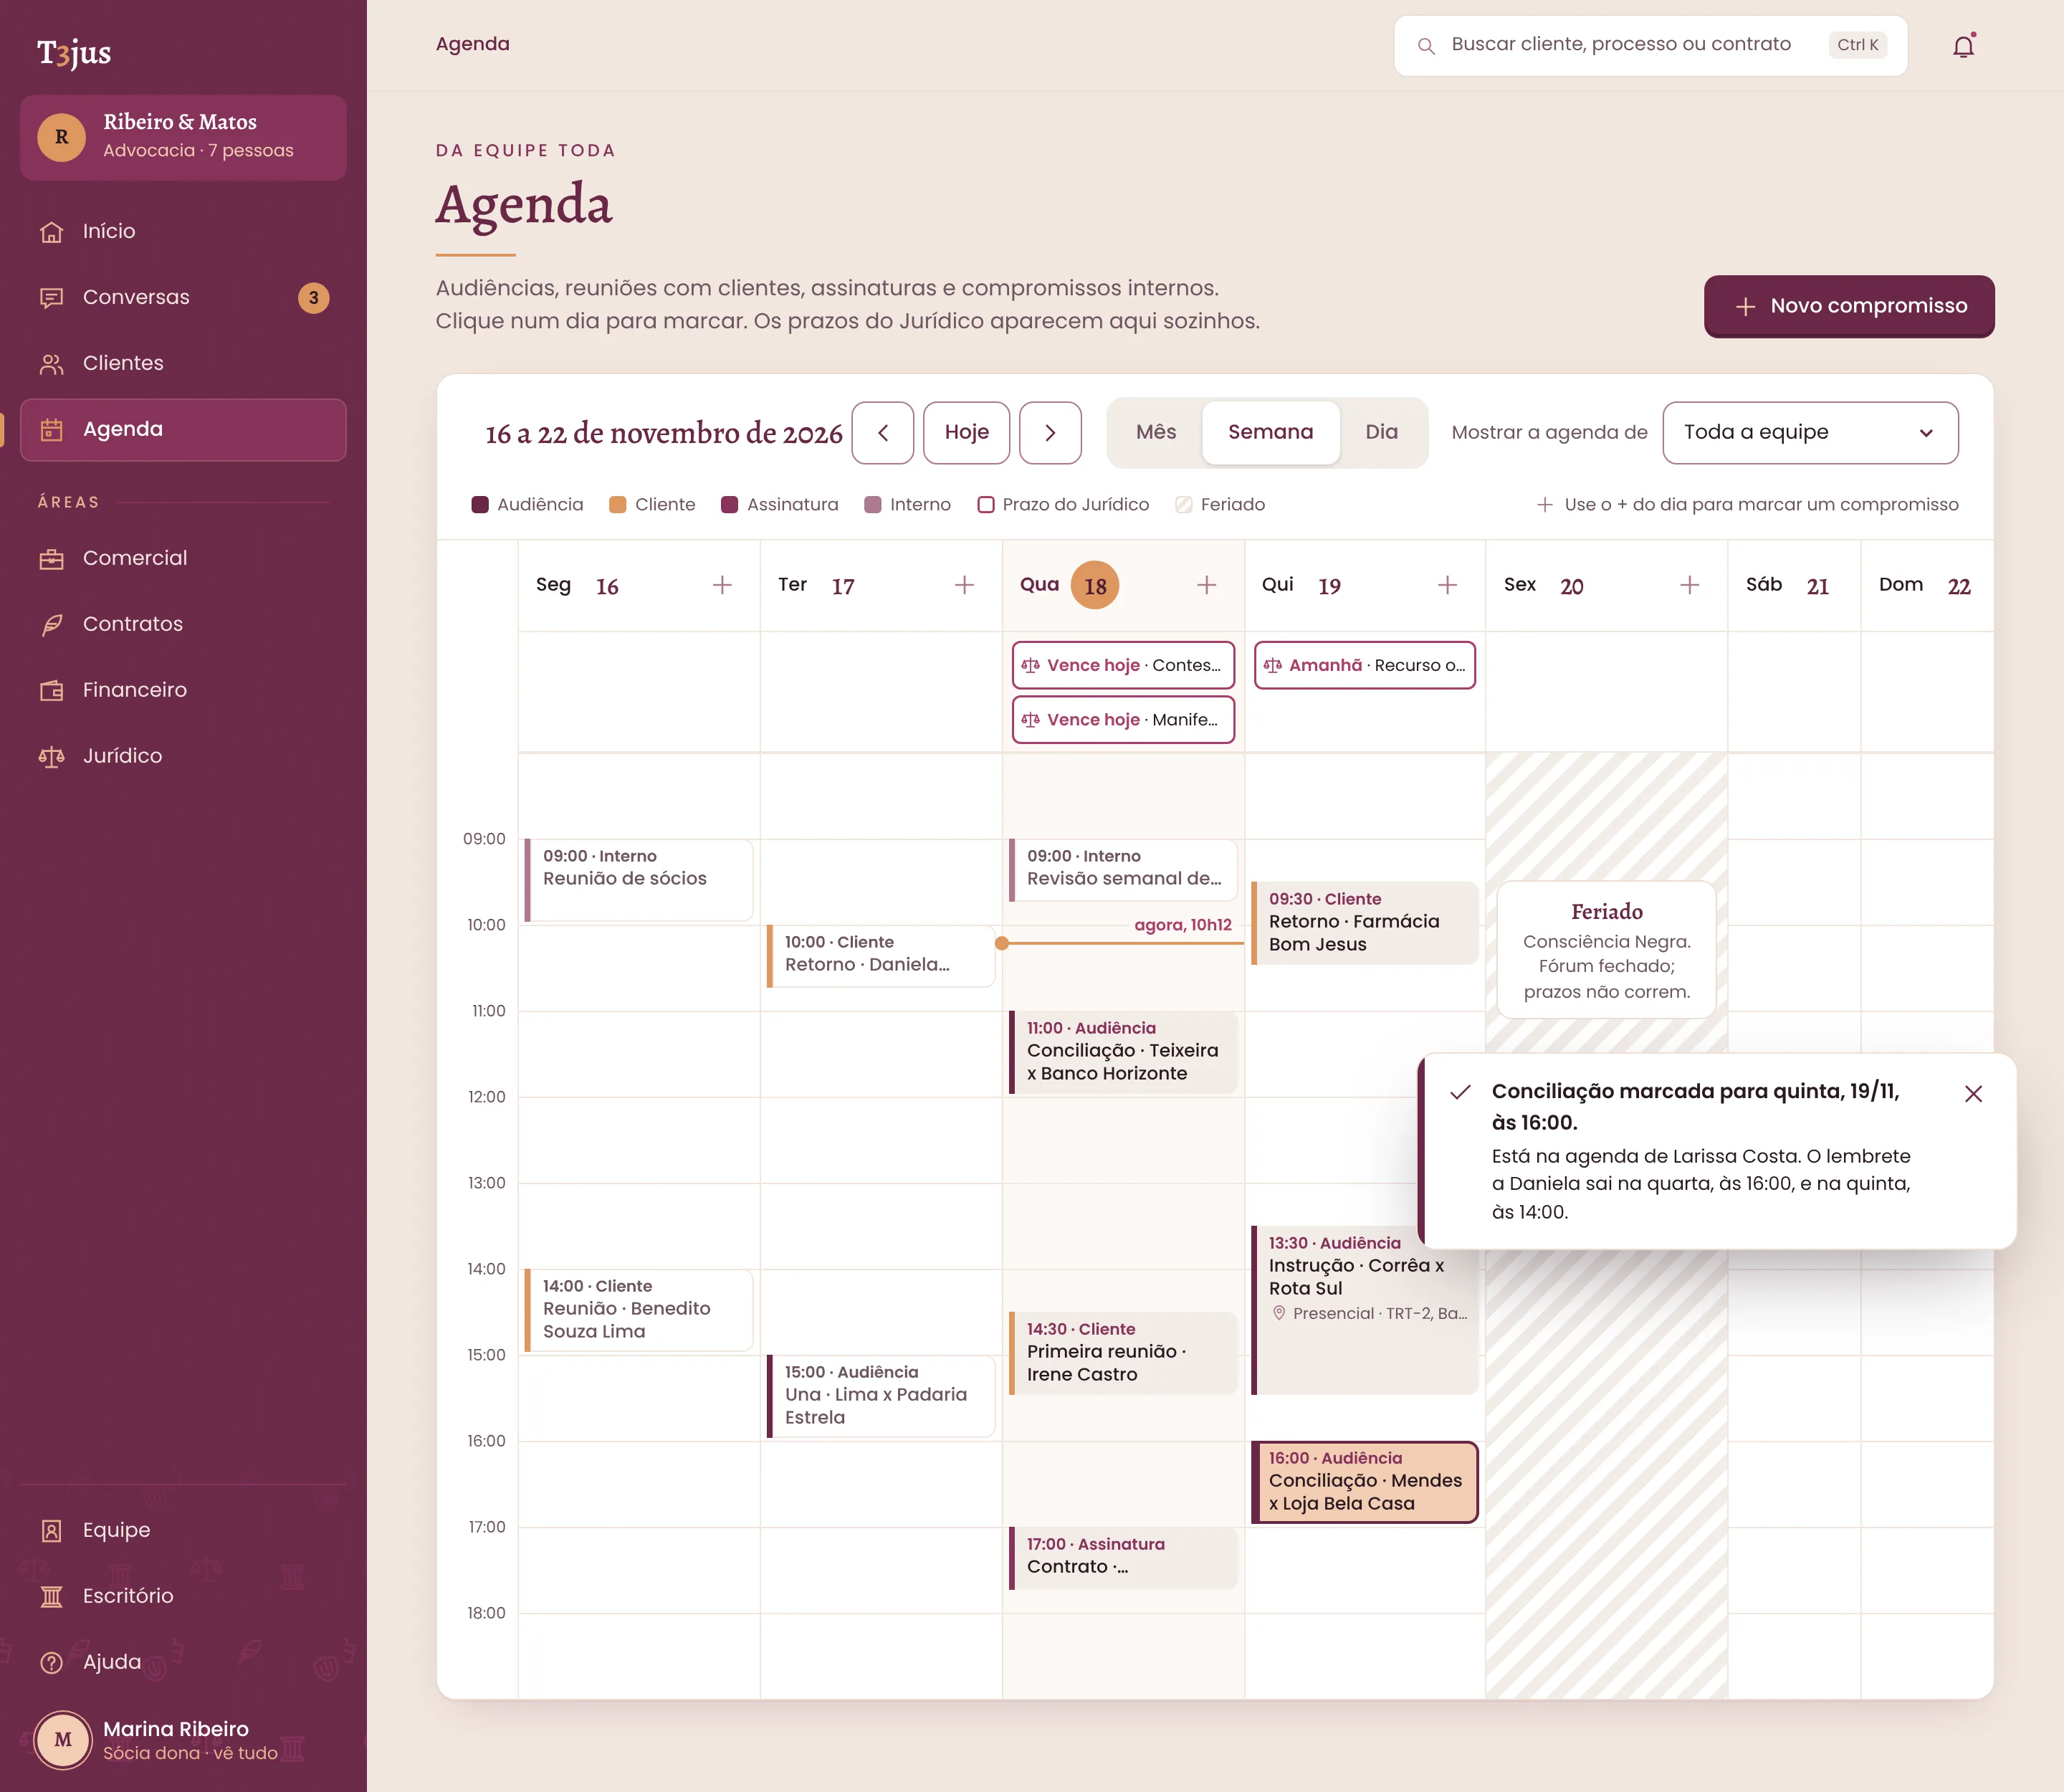 T3jus
R
Ribeiro & Matos
Advocacia · 7 pessoas
Início
Conversas
3
Clientes
Agenda
ÁREAS
Comercial
Contratos
Financeiro
Jurídico
Equipe
Escritório
Ajuda
M
Marina Ribeiro
Sócia dona · vê tudo
Agenda
Buscar cliente, processo ou contrato
Ctrl K
DA EQUIPE TODA
Agenda
Audiências, reuniões com clientes, assinaturas e compromissos internos.
Clique num dia para marcar. Os prazos do Jurídico aparecem aqui sozinhos.
Novo compromisso
16 a 22 de novembro de 2026
Hoje
Mês
Semana
Dia
Mostrar a agenda de
Toda a equipe
Audiência
Cliente
Assinatura
Interno
Prazo do Jurídico
Feriado
Use o + do dia para marcar um compromisso
Seg 16
Ter 17
Qua 18
Qui 19
Sex 20
Sáb 21
Dom 22
Vence hoje · Contes...
Vence hoje · Manife...
Amanhã · Recurso o...
09:00
10:00
11:00
12:00
13:00
14:00
15:00
16:00
17:00
18:00
09:00 · Interno
Reunião de sócios
14:00 · Cliente
Reunião · Benedito
Souza Lima
10:00 · Cliente
Retorno · Daniela...
15:00 · Audiência
Una · Lima x Padaria
Estrela
09:00 · Interno
Revisão semanal de...
agora, 10h12
11:00 · Audiência
Conciliação · Teixeira
x Banco Horizonte
14:30 · Cliente
Primeira reunião ·
Irene Castro
17:00 · Assinatura
Contrato ·...
09:30 · Cliente
Retorno · Farmácia
Bom Jesus
13:30 · Audiência
Instrução · Corrêa x
Rota Sul
Presencial · TRT-2, Ba...
16:00 · Audiência
Conciliação · Mendes
x Loja Bela Casa
Feriado
Consciência Negra.
Fórum fechado;
prazos não correm.
Conciliação marcada para quinta, 19/11,
às 16:00.
Está na agenda de Larissa Costa. O lembrete
a Daniela sai na quarta, às 16:00, e na quinta,
às 14:00.